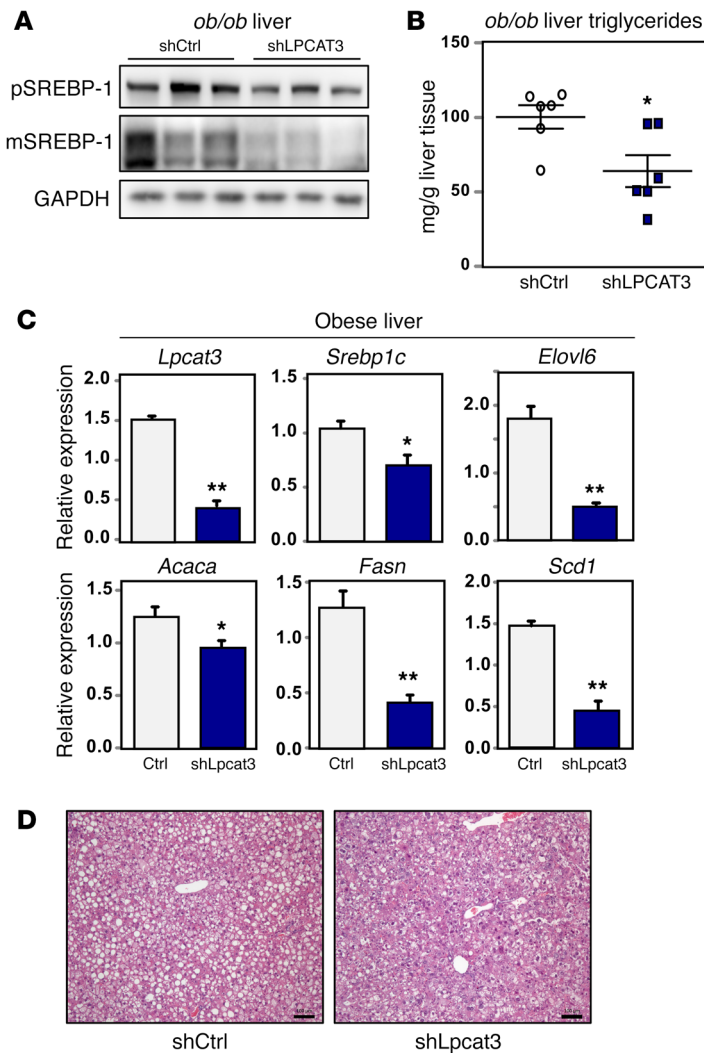 A
ob/ob liver
shCtrl shLPCAT3
pSREBP-1
mSREBP-1
GAPDH
B
ob/ob liver triglycerides
mg/g liver tissue
150
100
50
0
*
shCtrl shLPCAT3
C
Obese liver
Lpcat3 Srebp1c Elovl6
Relative expression
2.0
1.5
1.0
0.5
0.0
**
1.5
1.0
0.5
0.0
*
2.0
1.0
0.0
**
Acaca Fasn Scd1
Relative expression
1.5
1.0
0.5
0.0
*
Ctrl shLpcat3
1.5
1.0
0.5
0.0
**
Ctrl shLpcat3
2.0
1.5
1.0
0.5
0.0
**
Ctrl shLpcat3
D
shCtrl shLpcat3